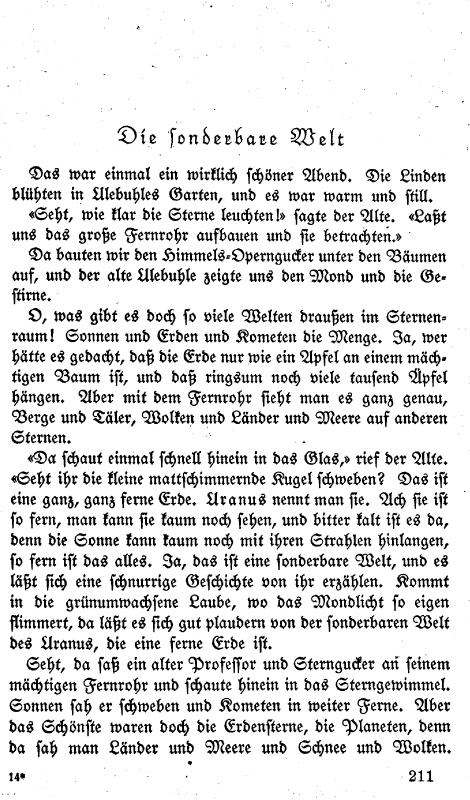 Die sonderbare Welt
Das war einmal ein wirklich schöner Abend. Die Linden
blühten in Ulebuhles Garten, und es war warm und still.
«Seht, wie klar die Sterne leuchten!» sagte der Alte. «Laßt
uns das große Fernrohr aufbauen und sie betrachten.»
Da bauten wir den Himmels-Operngucker unter den Bäumen
auf, und der alte Ulebuhle zeigte uns den Mond und die Ge-
stirne.
O, was gibt es doch so viele Welten draußen im Sternen-
raum! Sonnen und Erden und Kometen die Menge. Ja, wer
hätte es gedacht, daß die Erde nur wie ein Apfel an einem mäch-
tigen Baum ist, und daß ringsum noch viele tausend Äpfel
hängen. Aber mit dem Fernrohr sieht man es ganz genau,
Berge und Täler, Wolken und Länder und Meere auf anderen
Sternen.
«Da schaut einmal schnell hinein in das Glas,» rief der Alte.
«Seht ihr die kleine mattschimmernde Kugel schweben? Das ist
eine ganz, ganz ferne Erde. Uranus nennt man sie. Ach sie ist
so fern, man kann sie kaum noch sehen, und bitter kalt ist es da,
denn die Sonne kann kaum noch mit ihren Strahlen hinlangen,
so fern ist das alles. Ja, das ist eine sonderbare Welt, und es
läßt sich eine schnurrige Geschichte von ihr erzählen. Kommt
in die grünumwachsene Laube, wo das Mondlicht so eigen
flimmert, da läßt es sich gut plaudern von der sonderbaren Welt
des Uranus, die eine ferne Erde ist.
Seht, da saß ein alter Professor und Sterngucker an seinem
mächtigen Fernrohr und schaute hinein in das Sterngewimmel.
Sonnen sah er schweben und Kometen in weiter Ferne. Aber
das Schönste waren doch die Erdensterne, die Planeten, denn
da sah man Länder und Meere und Schnee und Wolken.
14* 211